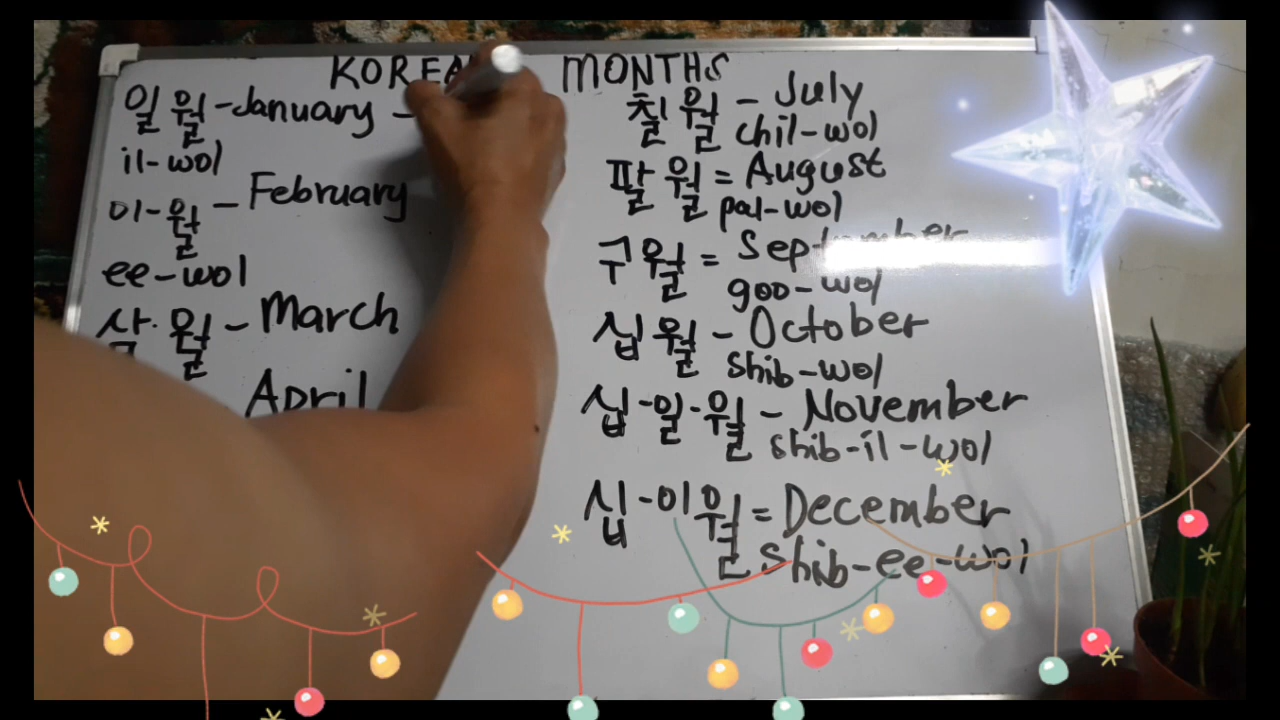 KOREA MONTHS
일 월 - January -
il-wol
이 - 월 - February
ee-wol
삼 . 월 - March
April
칠 월 - July
chil-wol
팔 월 = August
pal-wol
구 월 = September
goo-wol
십 월 - October
shib-wol
십 - 일 - 월 - November
shib-il-wol
십 - 이 월 = December
shib-ee-wol